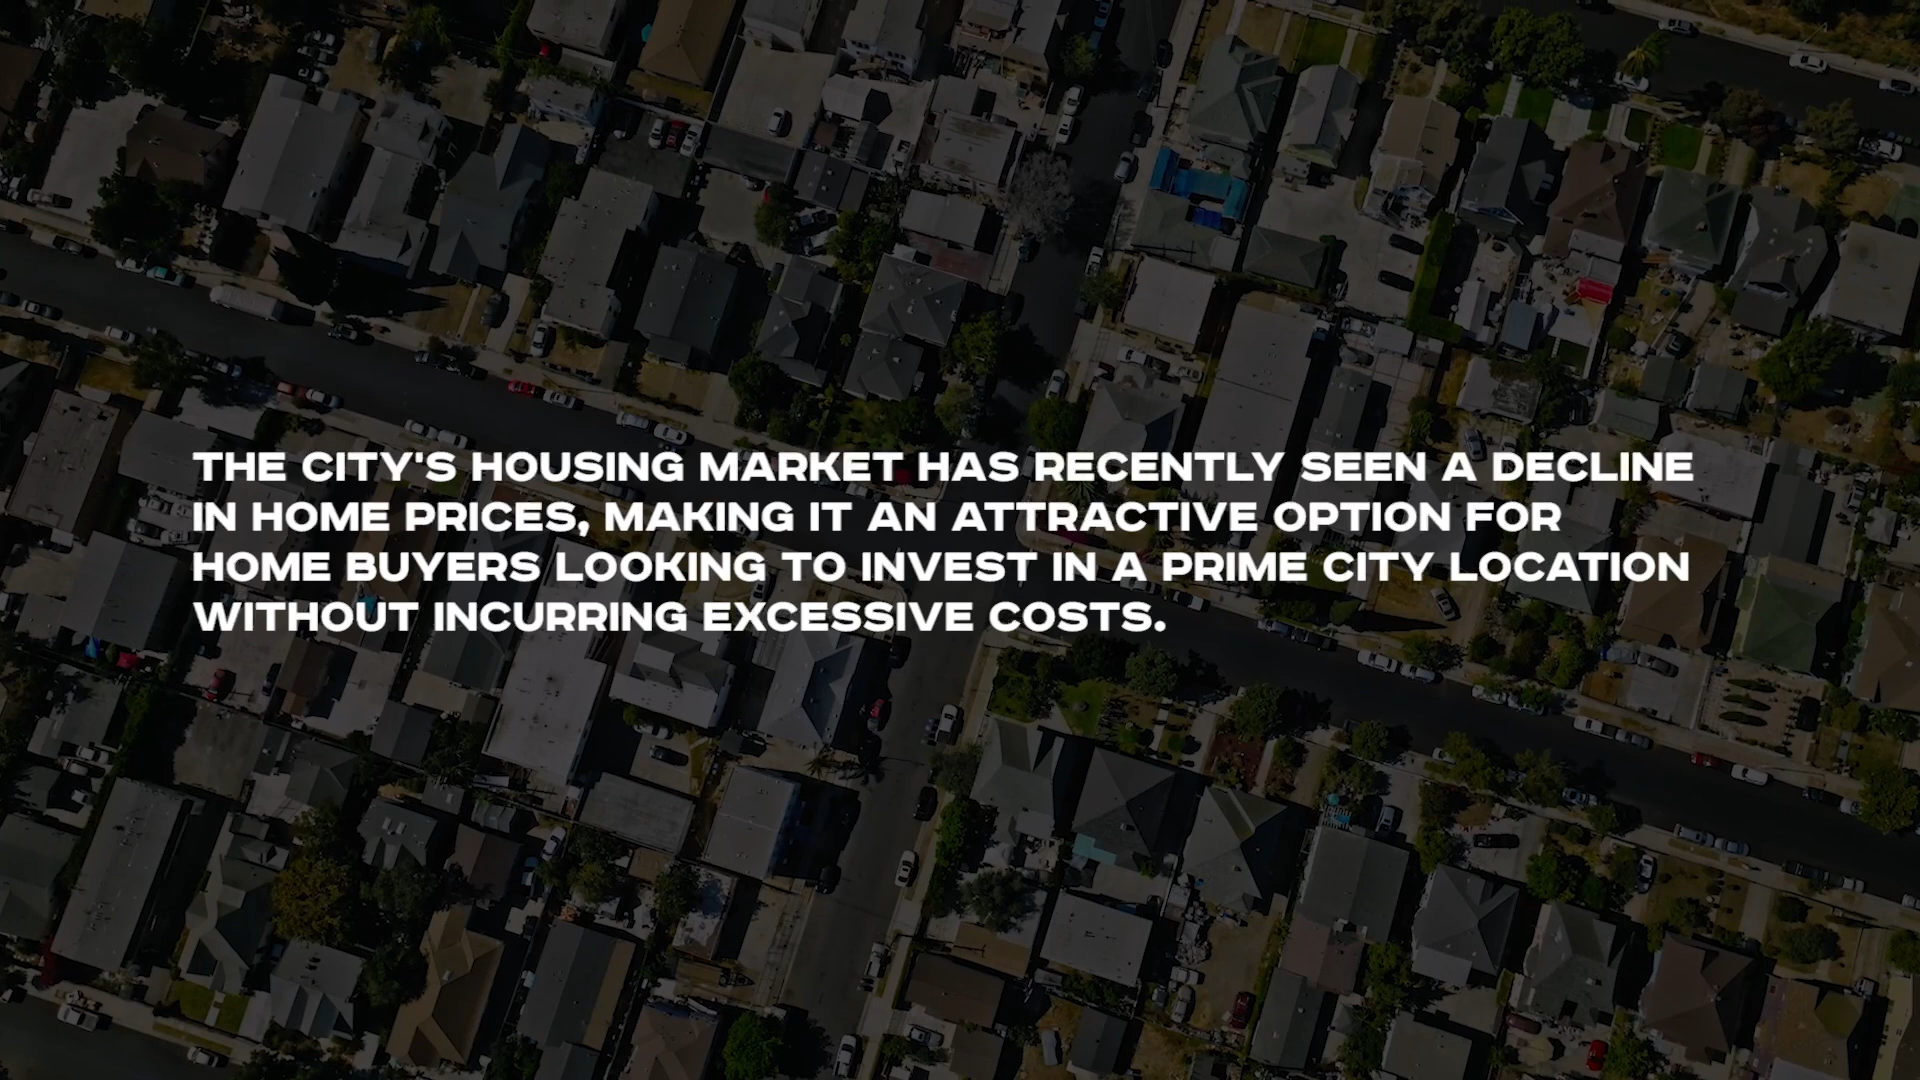 THE CITY'S HOUSING MARKET HAS RECENTLY SEEN A DECLINE
IN HOME PRICES, MAKING IT AN ATTRACTIVE OPTION FOR
HOME BUYERS LOOKING TO INVEST IN A PRIME CITY LOCATION
WITHOUT INCURRING EXCESSIVE COSTS.